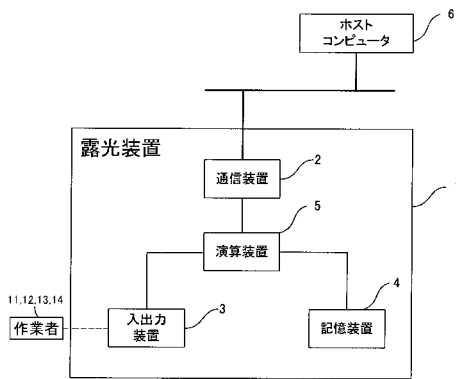 ホスト
コンピュータ
6
露光装置
2
通信装置
5
演算装置
11,12,13,14
作業者
入出力
装置
3
4
記憶装置